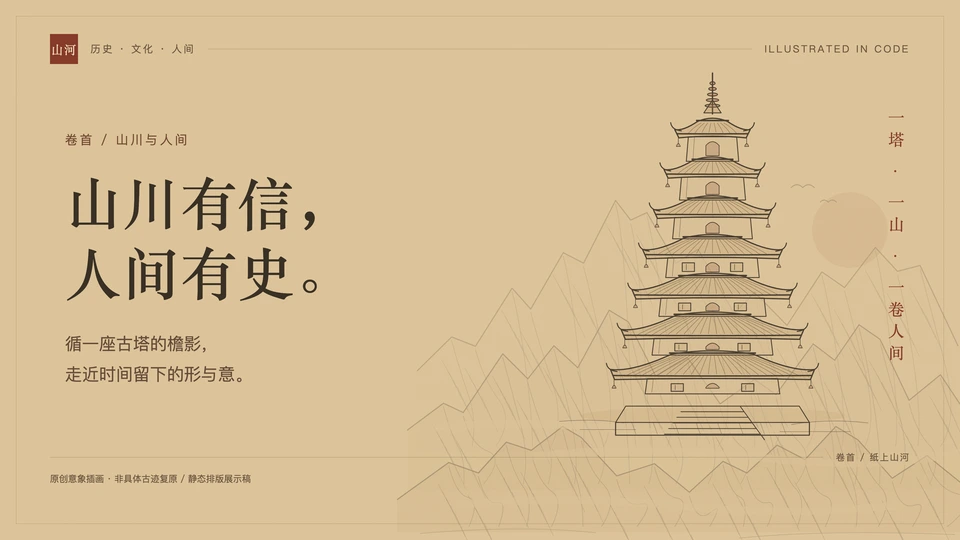 山河
历史 · 文化 · 人间
ILLUSTRATED IN CODE
卷首 / 山川与人间
山川有信，
人间有史。
循一座古塔的檐影，
走近时间留下的形与意。
一塔 · 一山 · 一卷人间
卷首 / 纸上山河
原创意象插画 · 非具体古迹复原 / 静态排版展示稿